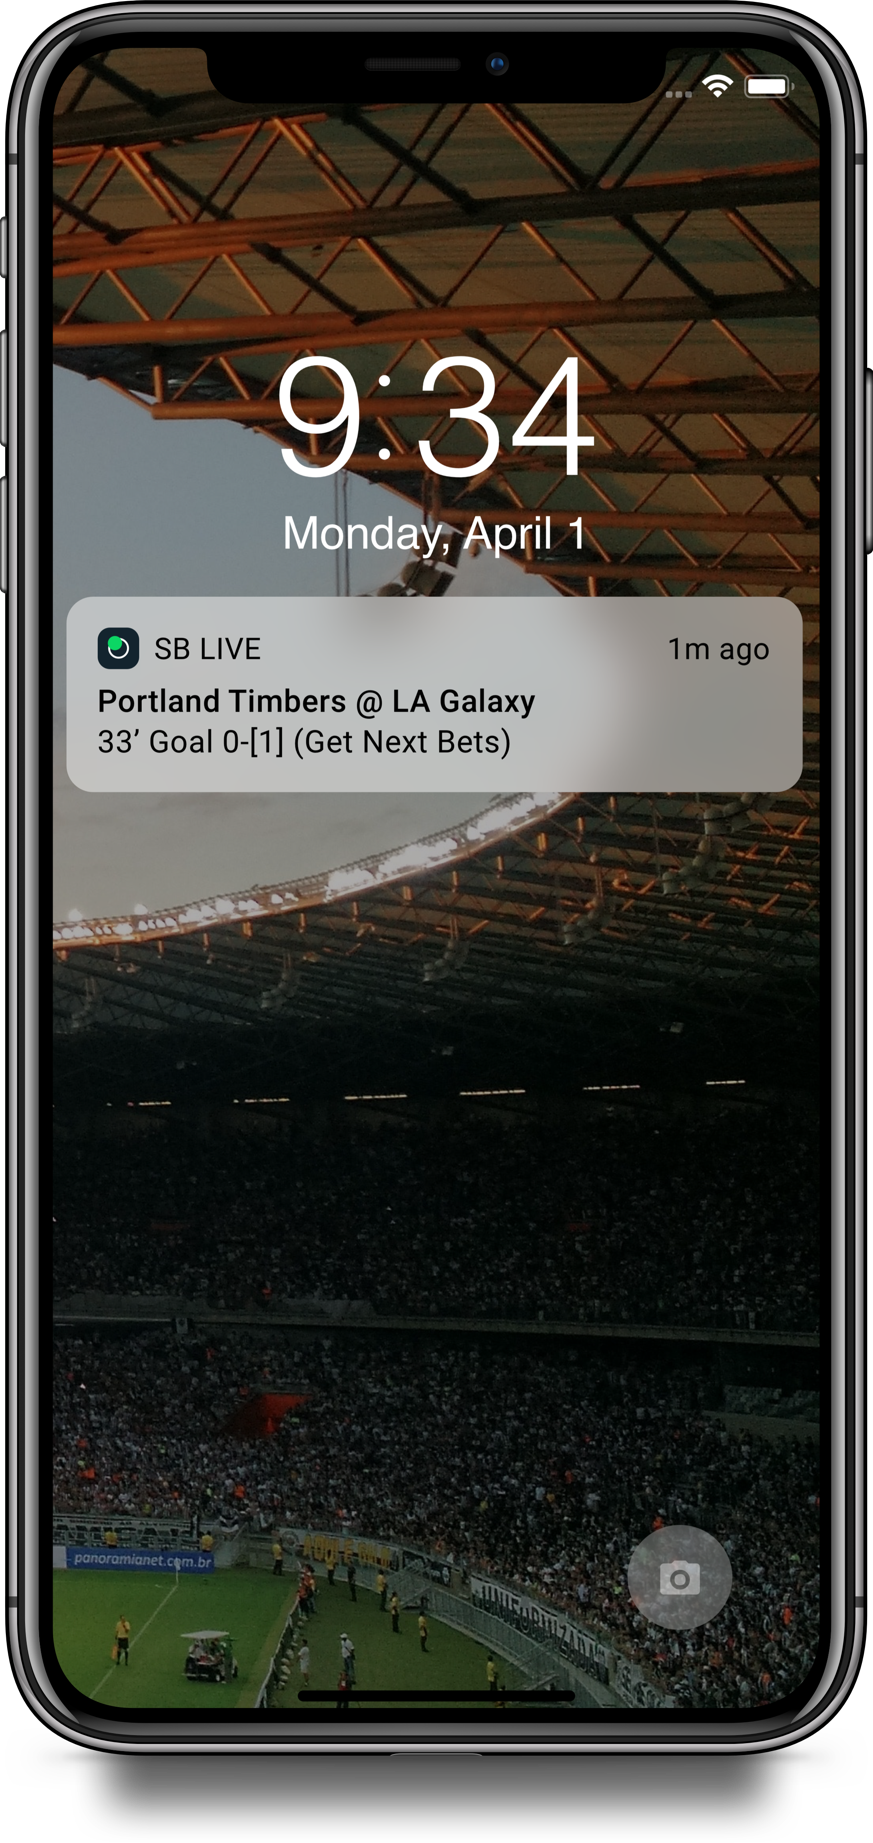 9:34
Monday, April 1
SB LIVE
1m ago
Portland Timbers @ LA Galaxy
33’ Goal 0-[1] (Get Next Bets)
panoramianet.com.br